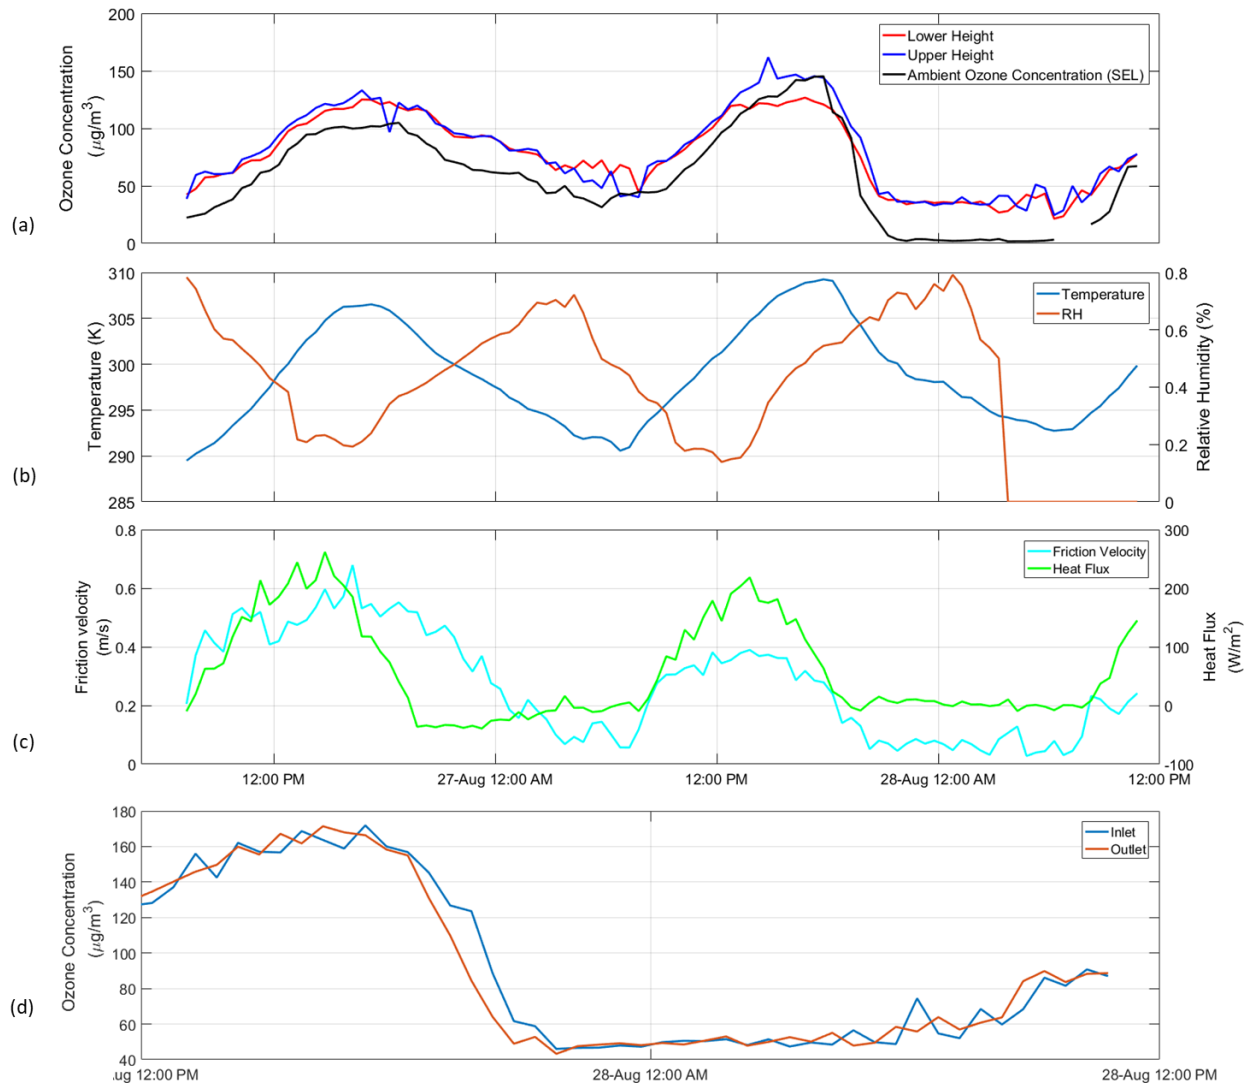 200
150
100
50
0
Ozone Concentration
(μg/m³)
Lower Height
Upper Height
Ambient Ozone Concentration (SEL)
(a)
310
305
300
295
290
285
Temperature (K)
Temperature
RH
0.8
0.6
0.4
0.2
0
Relative Humidity (%)
(b)
0.8
0.6
0.4
0.2
0
Friction velocity
(m/s)
Friction Velocity
Heat Flux
300
200
100
0
-100
Heat Flux
(W/m²)
(c)
12:00 PM 27-Aug 12:00 AM 12:00 PM 28-Aug 12:00 AM 12:00 PM
180
160
140
120
100
80
60
40
Ozone Concentration
(μg/m³)
Inlet
Outlet
(d)
ug 12:00 PM 28-Aug 12:00 AM 28-Aug 12:00 PM